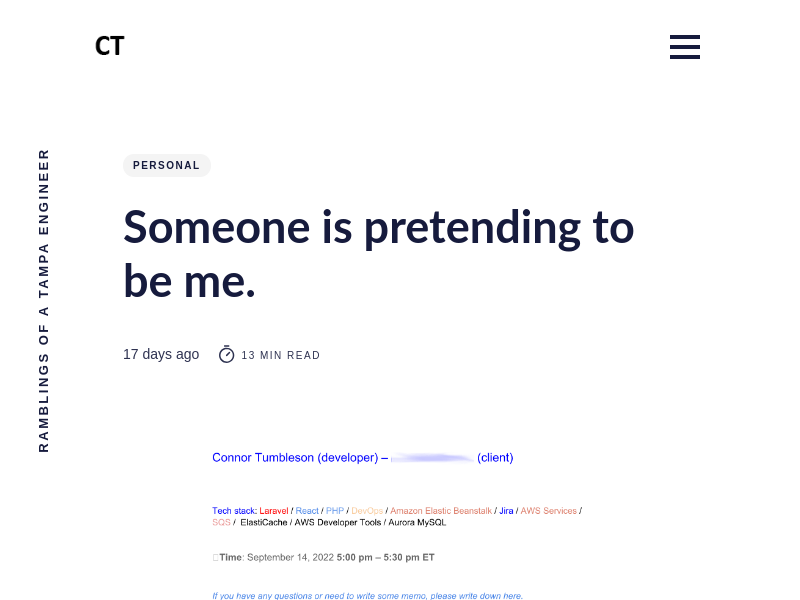 CT
RAMBLINGS OF A TAMPA ENGINEER
PERSONAL
Someone is pretending to
be me.
17 days ago
13 MIN READ
Connor Tumbleson (developer) – (client)
Tech stack: Laravel / React / PHP / DevOps / Amazon Elastic Beanstalk / Jira / AWS Services /
SQS / ElastiCache / AWS Developer Tools / Aurora MySQL
Time: September 14, 2022 5:00 pm – 5:30 pm ET
If you have any questions or need to write some memo, please write down here.